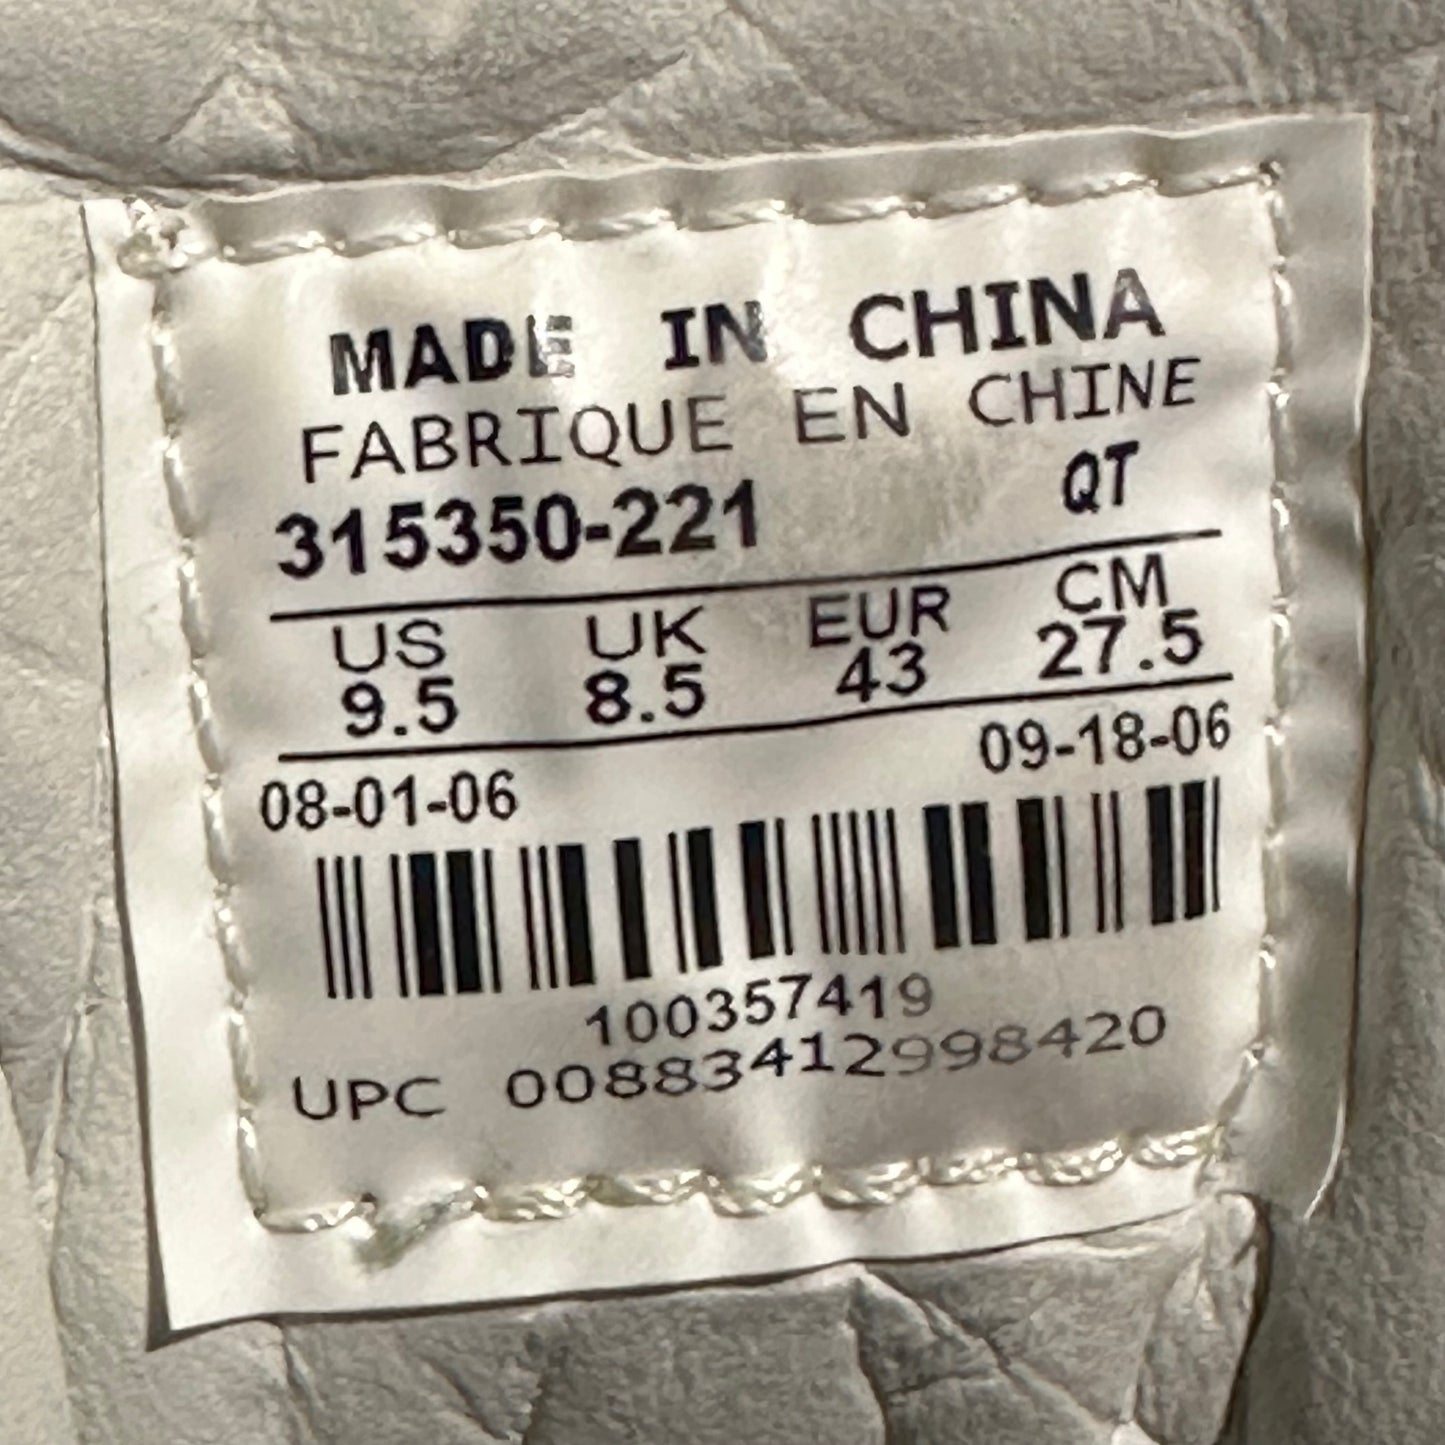 MADE IN CHINA
FABRIQUE EN CHINE
315350-221 QT
US UK EUR CM
9.5 8.5 43 27.5
08-01-06 09-18-06
100357419
UPC 00883412998420